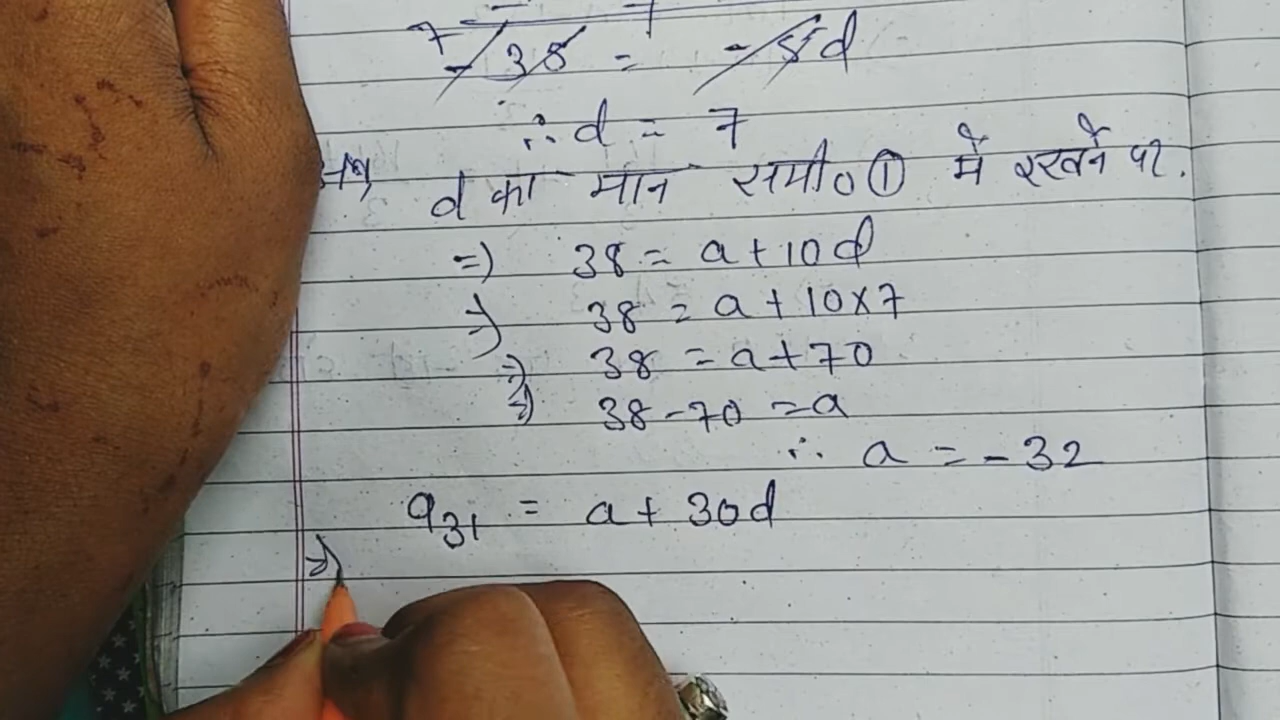 7
- 35 = - 5d
∴ d = 7
अब d का मान समी० ① में रखने पर.
=) 38 = a + 10d
=) 38 = a + 10×7
=) 38 = a + 70
=) 38 - 70 = a
∴ a = - 32
a31 = a + 30d
=)